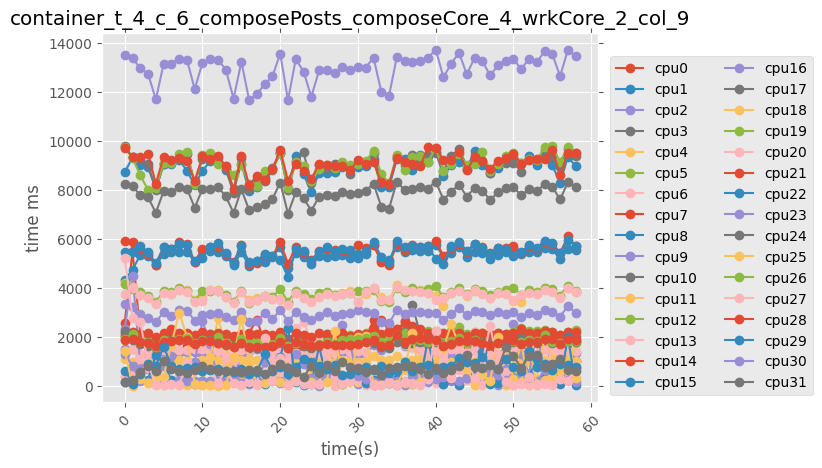 container_t_4_c_6_composePosts_composeCore_4_wrkCore_2_col_9
14000
12000
10000
8000
6000
4000
2000
0
time ms
0
10
20
30
40
50
60
time(s)
cpu0
cpu1
cpu2
cpu3
cpu4
cpu5
cpu6
cpu7
cpu8
cpu9
cpu10
cpu11
cpu12
cpu13
cpu14
cpu15
cpu16
cpu17
cpu18
cpu19
cpu20
cpu21
cpu22
cpu23
cpu24
cpu25
cpu26
cpu27
cpu28
cpu29
cpu30
cpu31